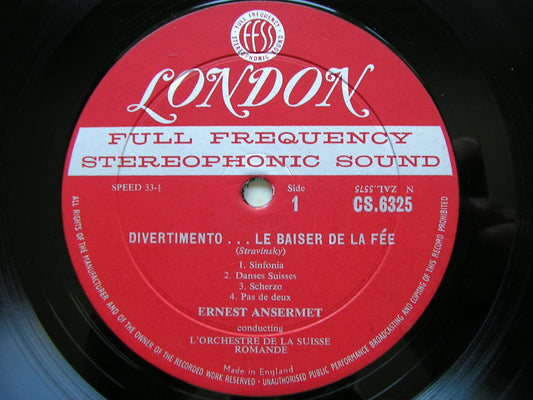 FULL FREQUENCY
FFSS
STEREOPHONIC SOUND
LONDON
FULL FREQUENCY
STEREOPHONIC SOUND
SPEED 33-⅓
Side
1
N ZAL.5575
CS.6325
DIVERTIMENTO . . . LE BAISER DE LA FÉE
(Stravinsky)
1. Sinfonia
2. Danses Suisses
3. Scherzo
4. Pas de deux
ERNEST ANSERMET
conducting
L'ORCHESTRE DE LA SUISSE
ROMANDE
Made in England
ALL RIGHTS OF THE MANUFACTURER AND OF THE OWNER OF THE RECORDED WORK RESERVED · UNAUTHORISED PUBLIC PERFORMANCE BROADCASTING AND COPYING OF THIS RECORD PROHIBITED